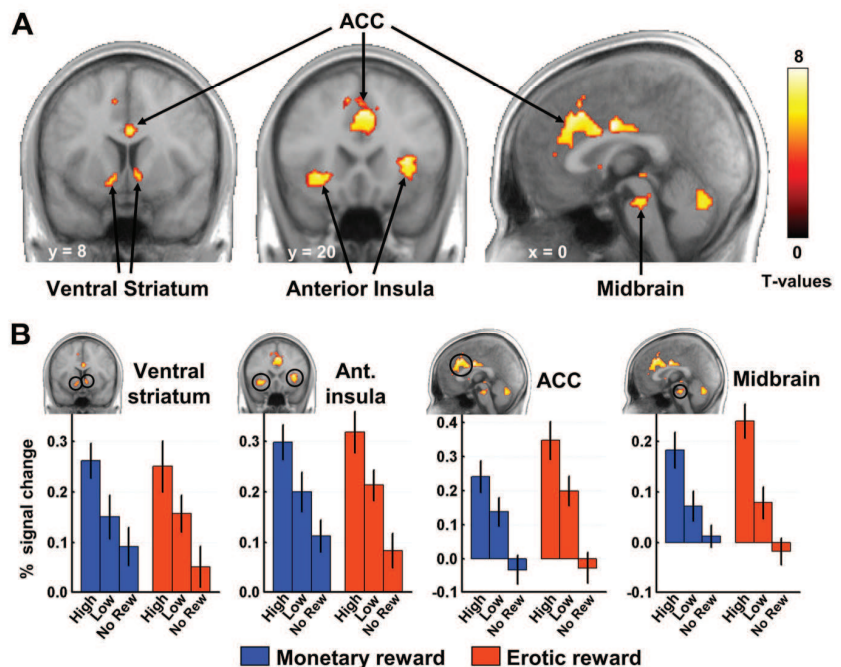 A
ACC
8
0
T-values
y = 8
y = 20
x = 0
Ventral Striatum
Anterior Insula
Midbrain
B
Ventral
striatum
Ant.
insula
ACC
Midbrain
% signal change
0.3
0.2
0.1
0.0
High
Low
No Rew
High
Low
No Rew
0.3
0.2
0.1
0.0
High
Low
No Rew
High
Low
No Rew
0.4
0.3
0.2
0.1
0.0
-0.1
High
Low
No Rew
High
Low
No Rew
0.2
0.1
0.0
-0.1
High
Low
No Rew
High
Low
No Rew
Monetary reward
Erotic reward